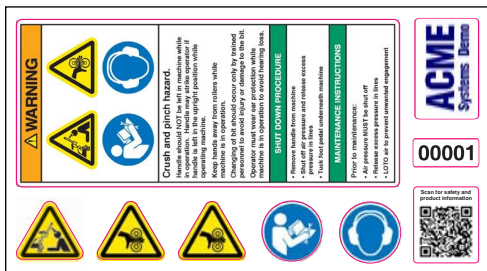 WARNING
Crush and pinch hazard.
Handle should NOT be left in machine while
in operation. Handle may strike operator if
handle is left in the upright position while
operating machine.
Keep hands away from rollers while
machine is in operation.
Changing of bit should occur only by trained
personnel to avoid injury or damage to the bit.
Operator must wear ear protection while
machine is in operation to avoid hearing loss.
SHUT DOWN PROCEDURE
• Remove handle from machine
• Shut off air pressure and release excess
pressure in lines
• Tuck foot pedal underneath machine
MAINTENANCE INSTRUCTIONS
Prior to maintenance:
• Air pressure MUST be shut off
• Release excess pressure in lines
• LOTO air to prevent unwanted engagement
ACME
Systems Demo
00001
Scan for safety and
product information